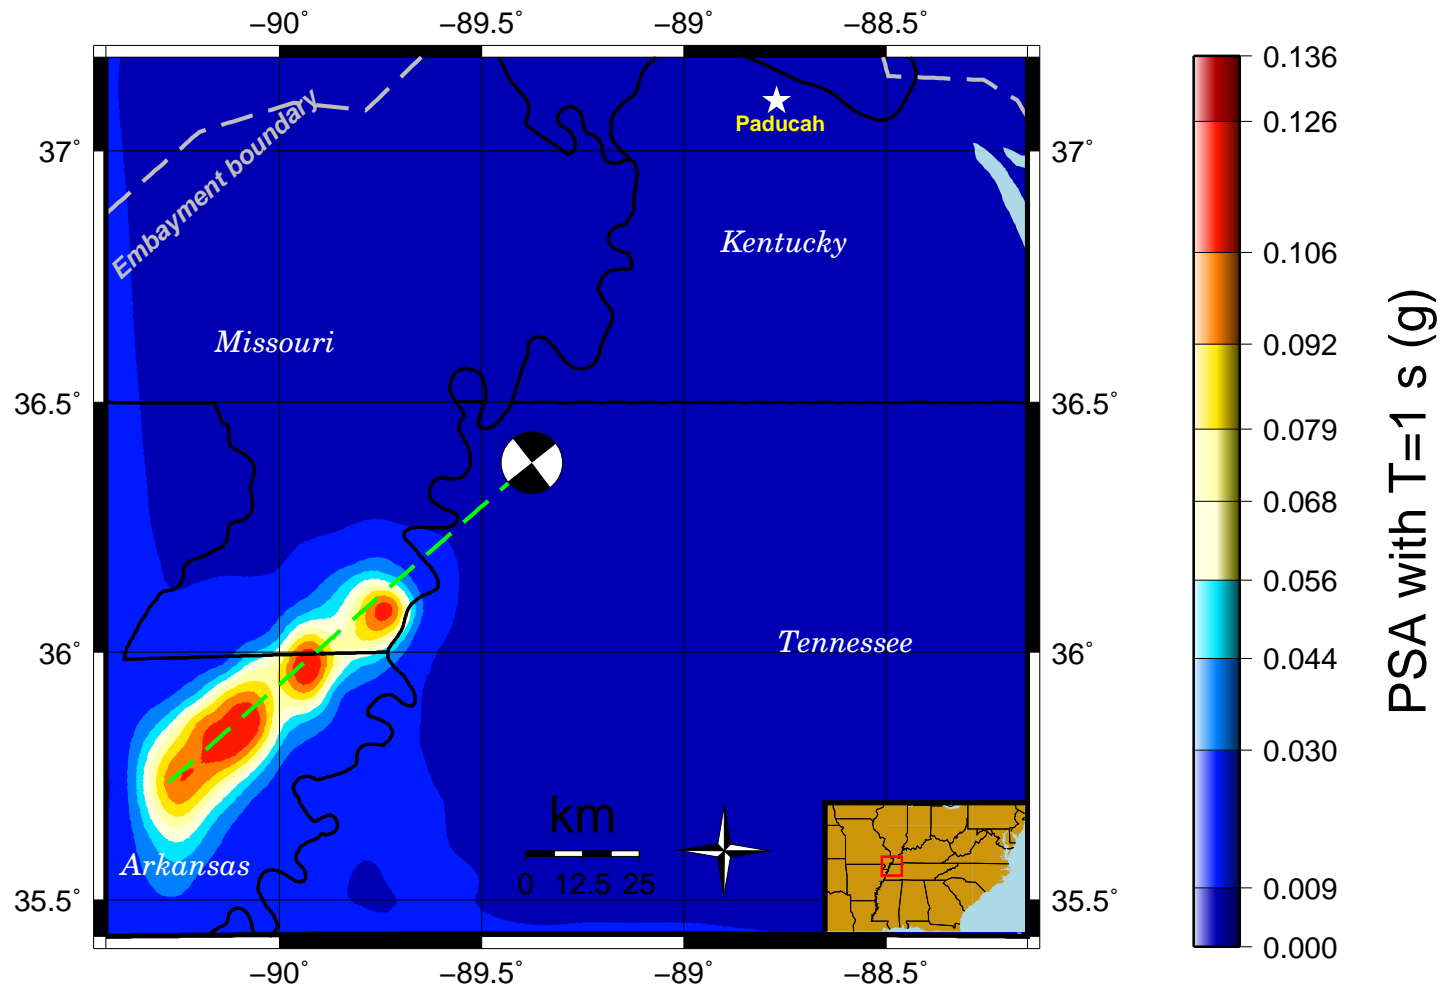 −90˚ −89.5˚ −89˚ −88.5˚
0.136
0.126
Paducah
37˚ 37˚
Embayment boundary
Kentucky
0.106
Missouri
0.092
36.5˚ 36.5˚
0.079
0.068
PSA with T=1 s (g)
0.056
Tennessee
36˚ 36˚
0.044
0.030
km
Arkansas
0 12.5 25
0.009
35.5˚ 35.5˚
0.000
−90˚ −89.5˚ −89˚ −88.5˚